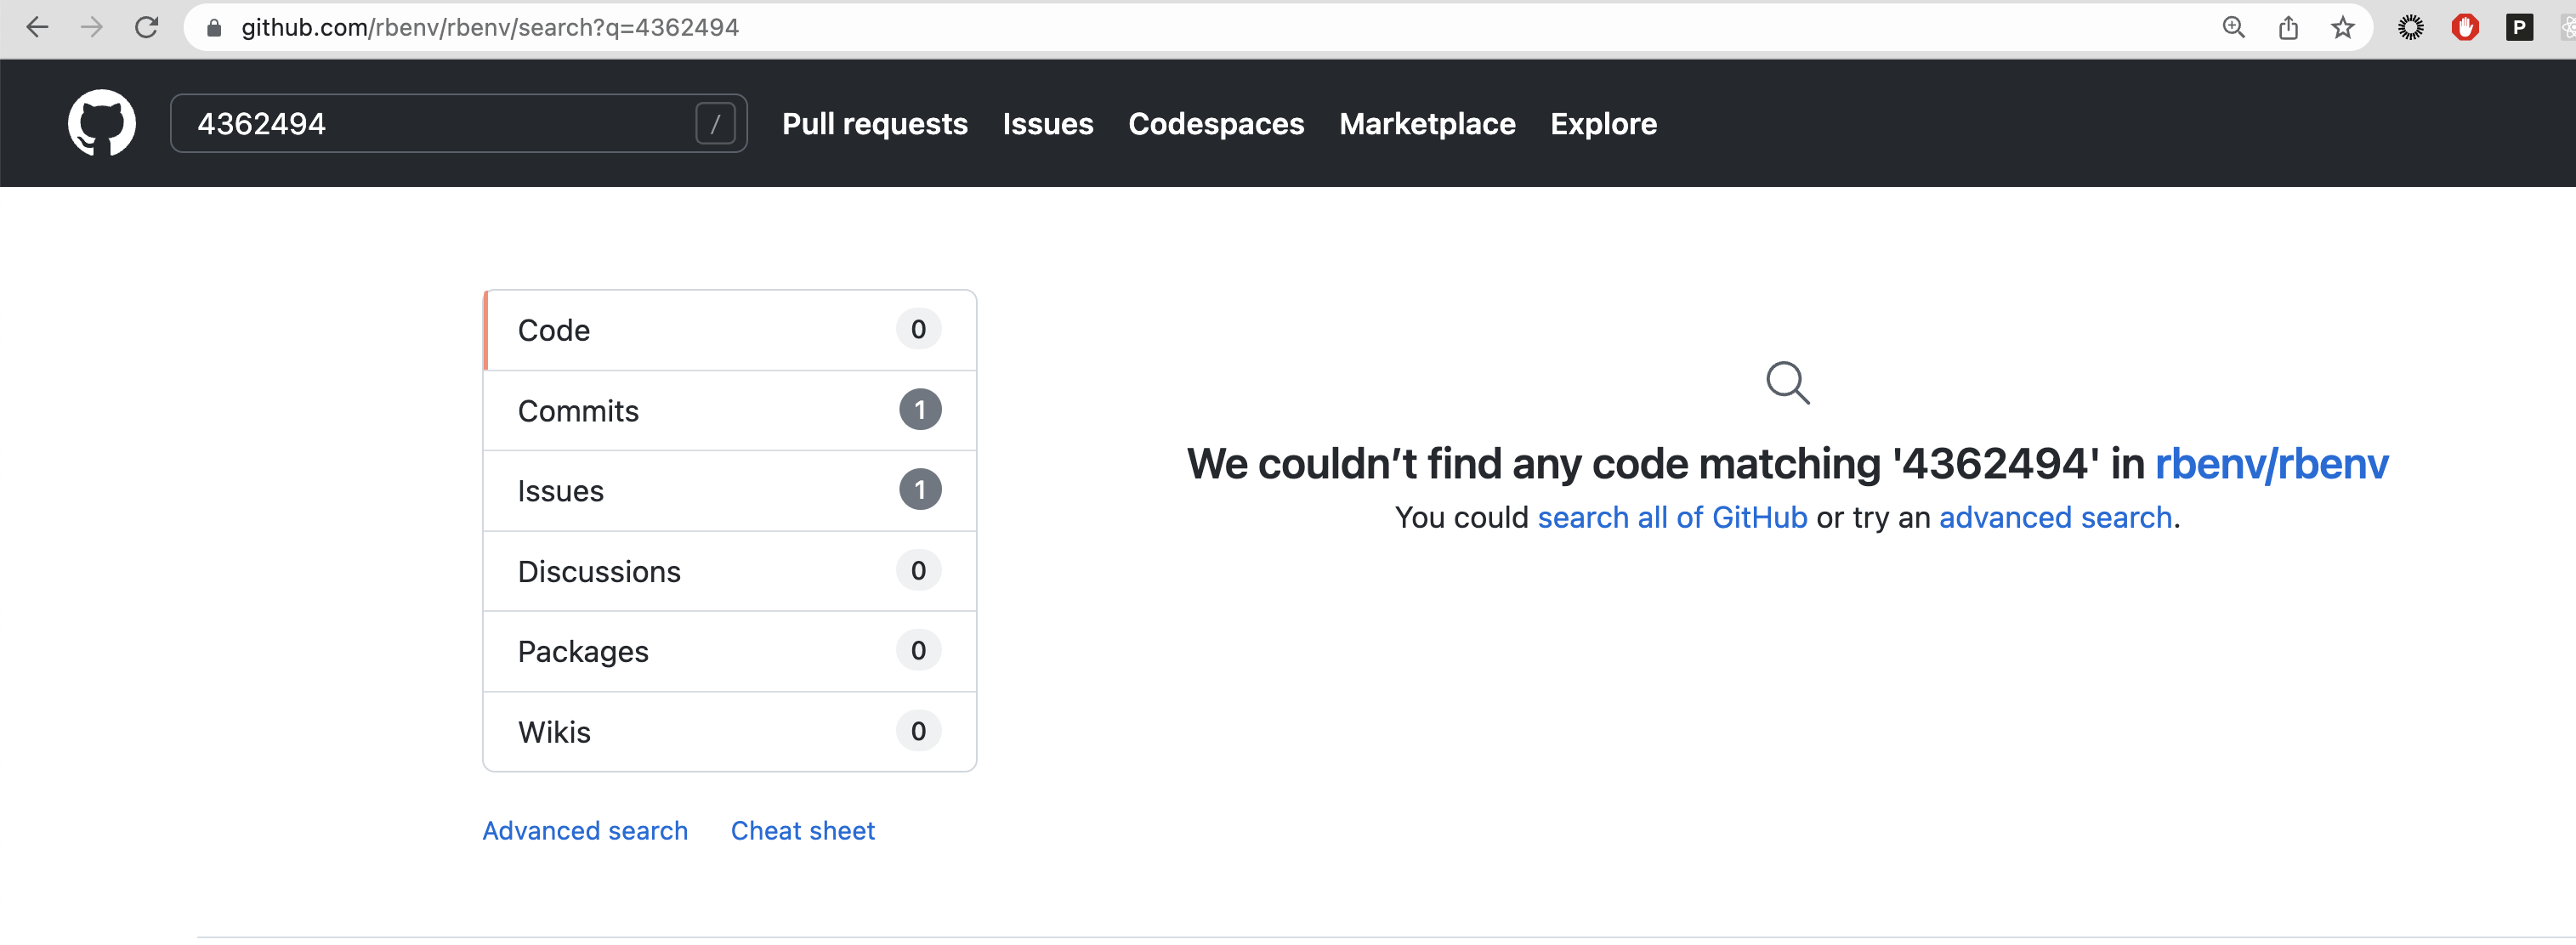 github.com/rbenv/rbenv/search?q=4362494
P
4362494 / Pull requests Issues Codespaces Marketplace Explore
Code 0
Commits 1
Issues 1
Discussions 0
Packages 0
Wikis 0
Advanced search Cheat sheet
We couldn’t find any code matching '4362494' in rbenv/rbenv
You could search all of GitHub or try an advanced search.